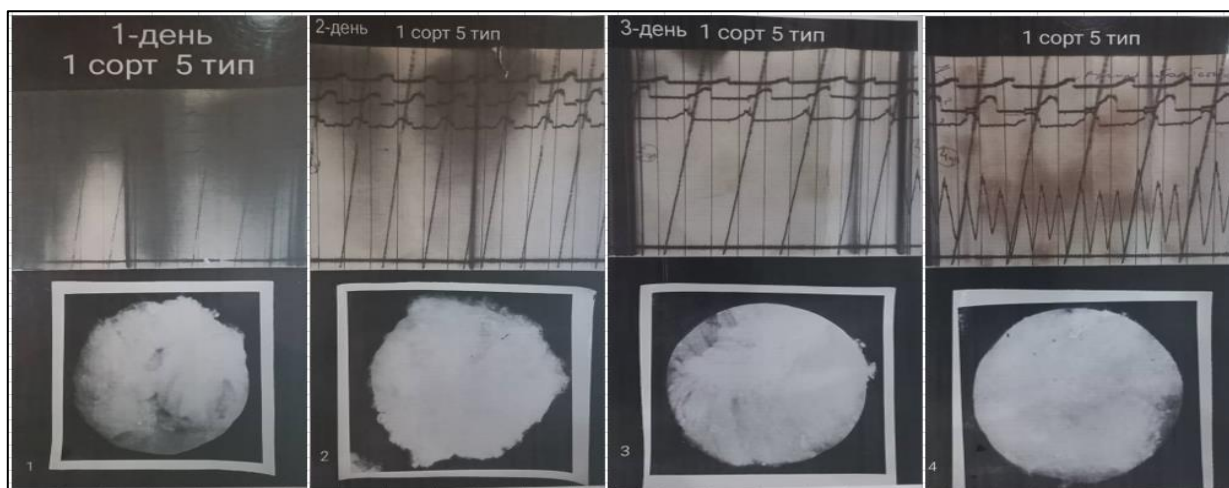 1-день
1 сорт 5 тип
2-день 1 сорт 5 тип
3-день 1 сорт 5 тип
1 сорт 5 тип
1
2
3
4